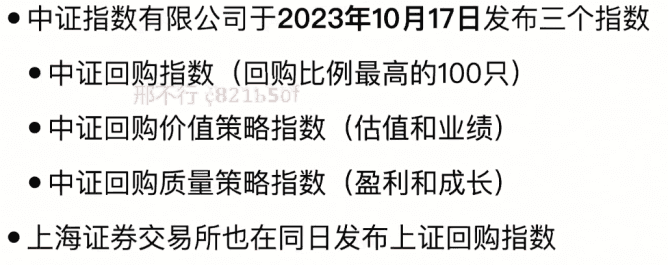 • 中证指数有限公司于2023年10月17日发布三个指数
• 中证回购指数（回购比例最高的100只）
邢不行
• 中证回购价值策略指数（估值和业绩）
• 中证回购质量策略指数（盈利和成长）
• 上海证券交易所也在同日发布上证回购指数